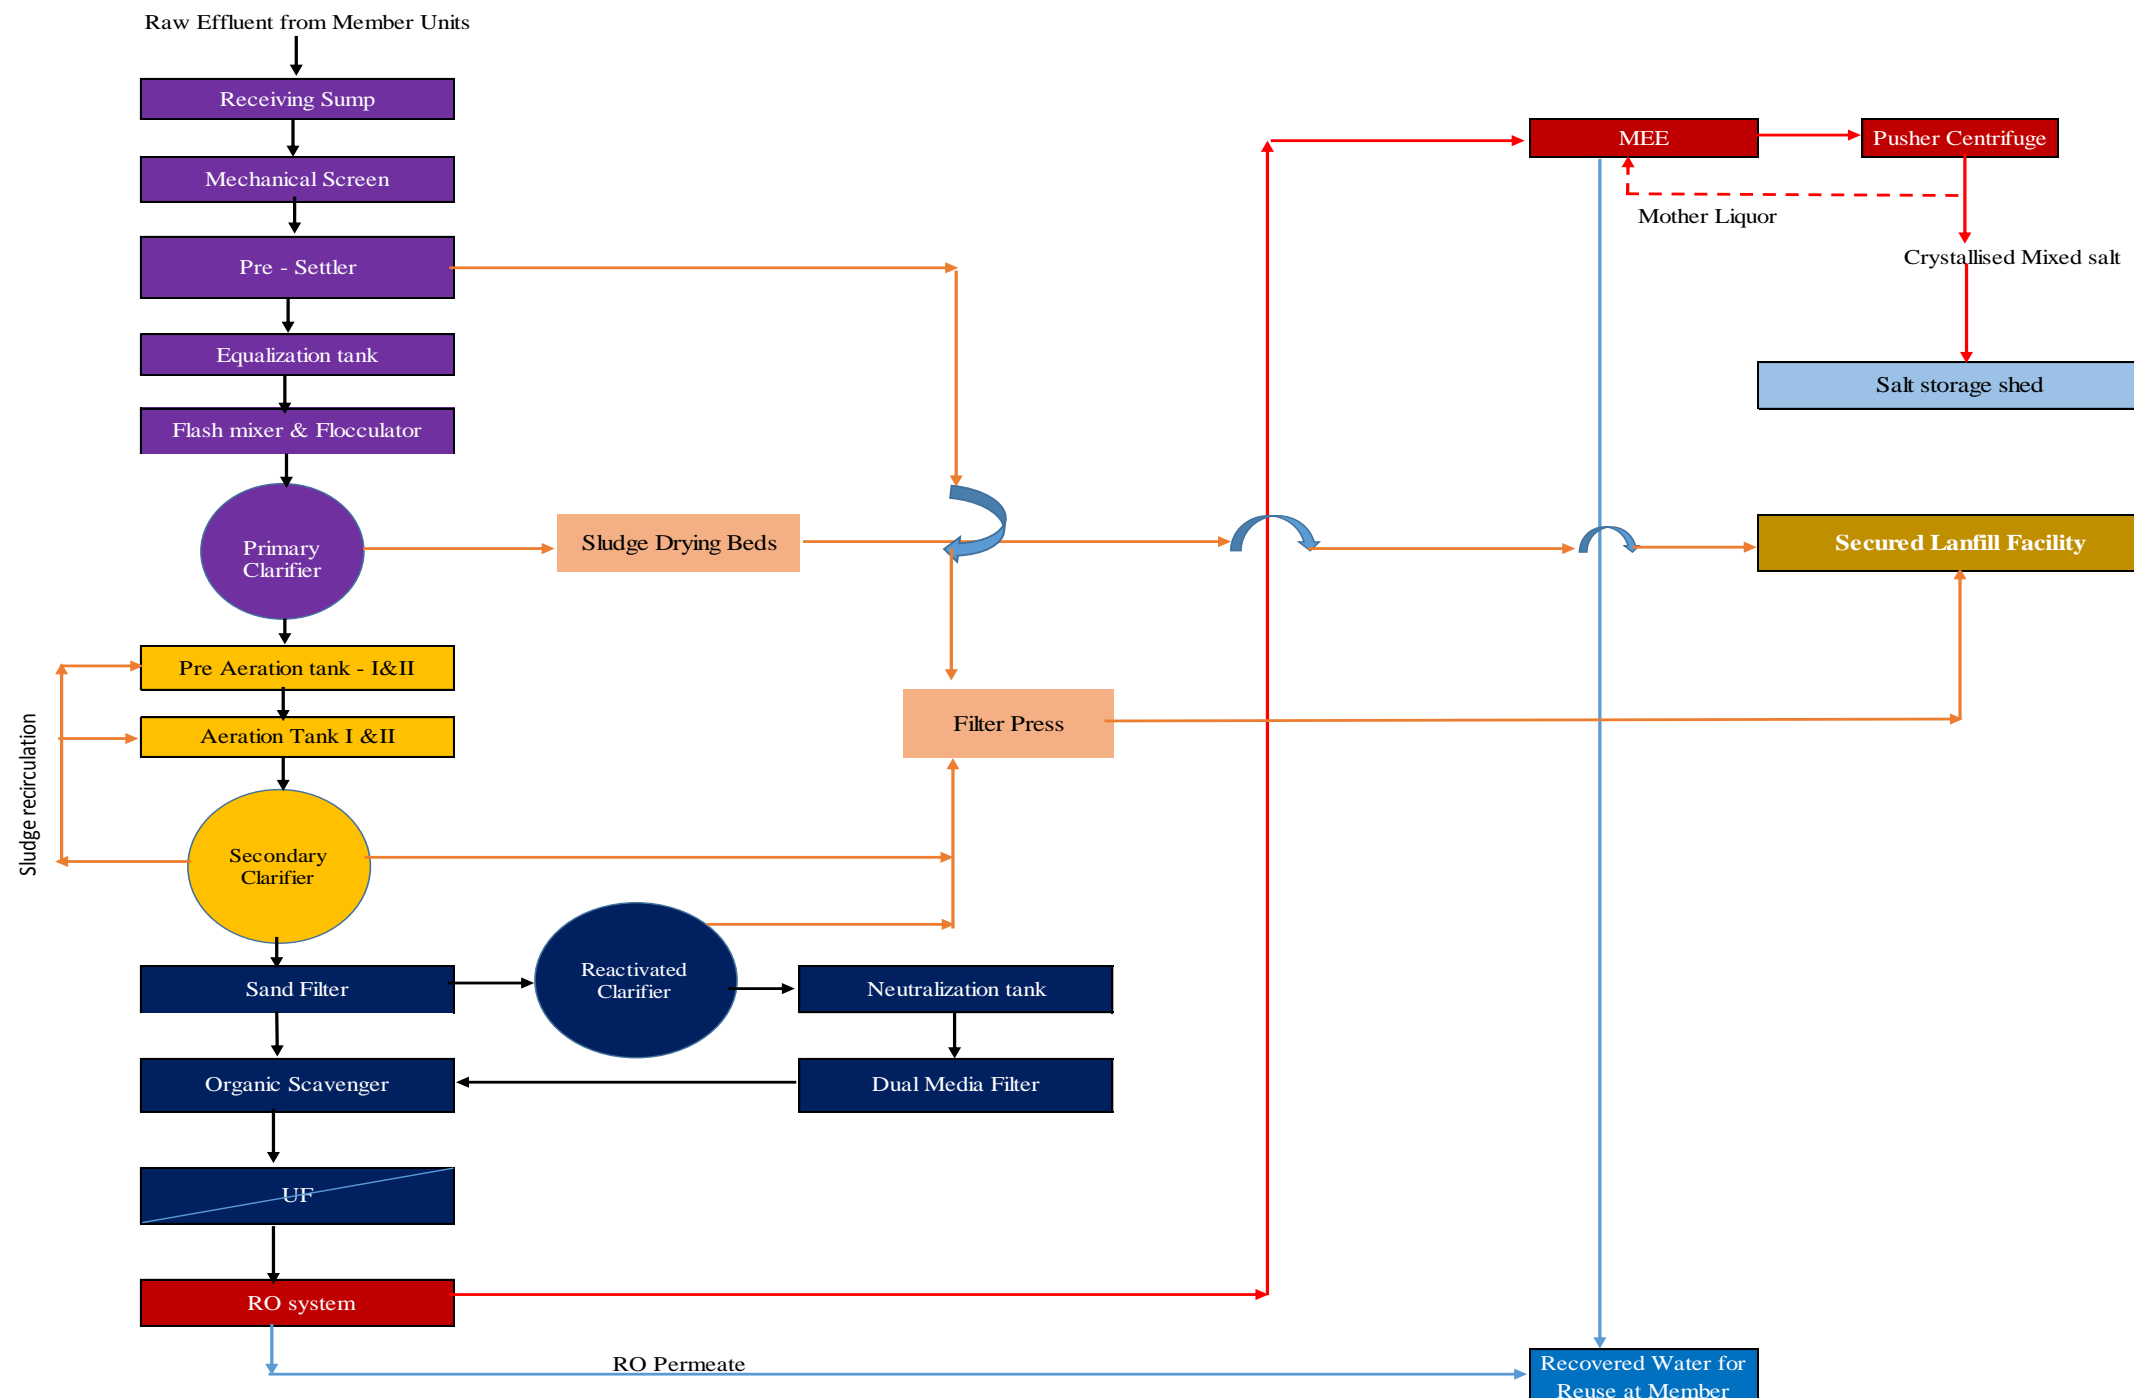 Raw Effluent from Member Units
Receiving Sump
Mechanical Screen
Pre - Settler
Equalization tank
Flash mixer & Flocculator
Primary
Clarifier
Sludge Drying Beds
Pre Aeration tank - I&II
Aeration Tank I &II
Sludge recirculation
Secondary
Clarifier
Filter Press
Sand Filter
Reactivated
Clarifier
Neutralization tank
Organic Scavenger
Dual Media Filter
UF
RO system
RO Permeate
MEE
Pusher Centrifuge
Mother Liquor
Crystallised Mixed salt
Salt storage shed
Secured Lanfill Facility
Recovered Water for
Reuse at Member